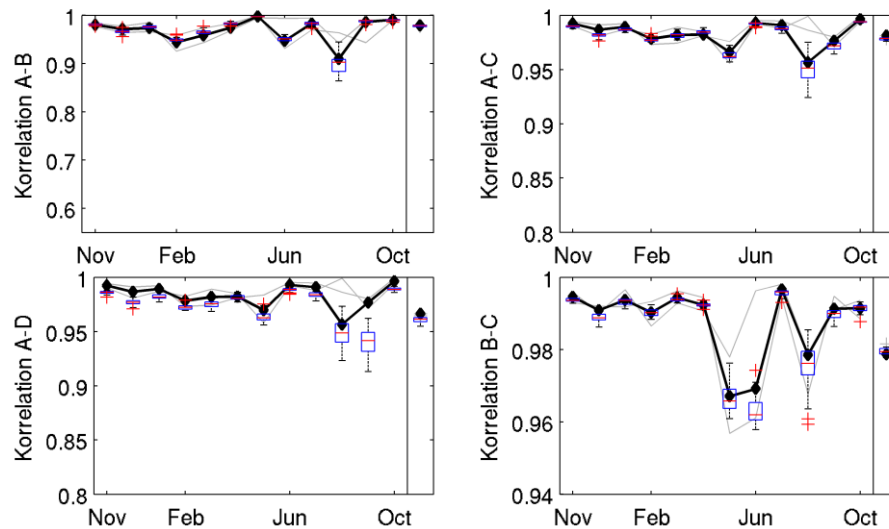 Korrelation A-B
1
0.9
0.8
0.7
0.6
Nov Feb Jun Oct
Korrelation A-C
1
0.95
0.9
0.85
0.8
Nov Feb Jun Oct
Korrelation A-D
1
0.95
0.9
0.85
0.8
Nov Feb Jun Oct
Korrelation B-C
1
0.98
0.96
0.94
Nov Feb Jun Oct